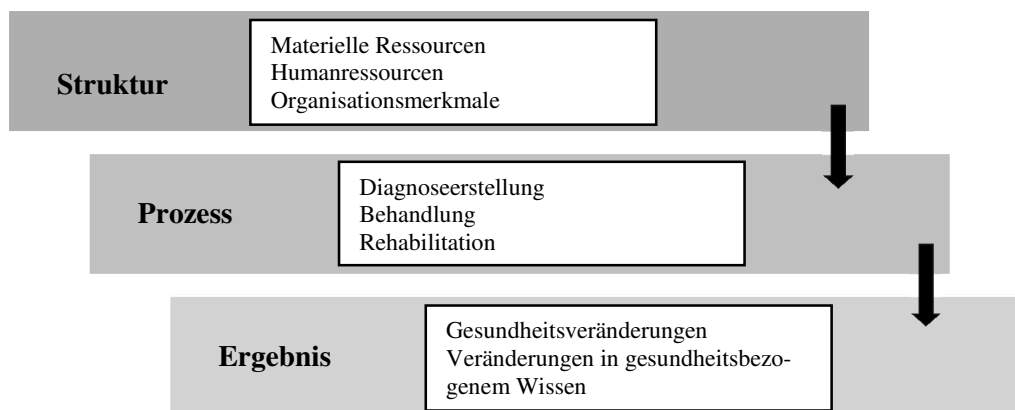 Struktur
Materielle Ressourcen
Humanressourcen
Organisationsmerkmale
Prozess
Diagnoseerstellung
Behandlung
Rehabilitation
Ergebnis
Gesundheitsveränderungen
Veränderungen in gesundheitsbezo-
genem Wissen